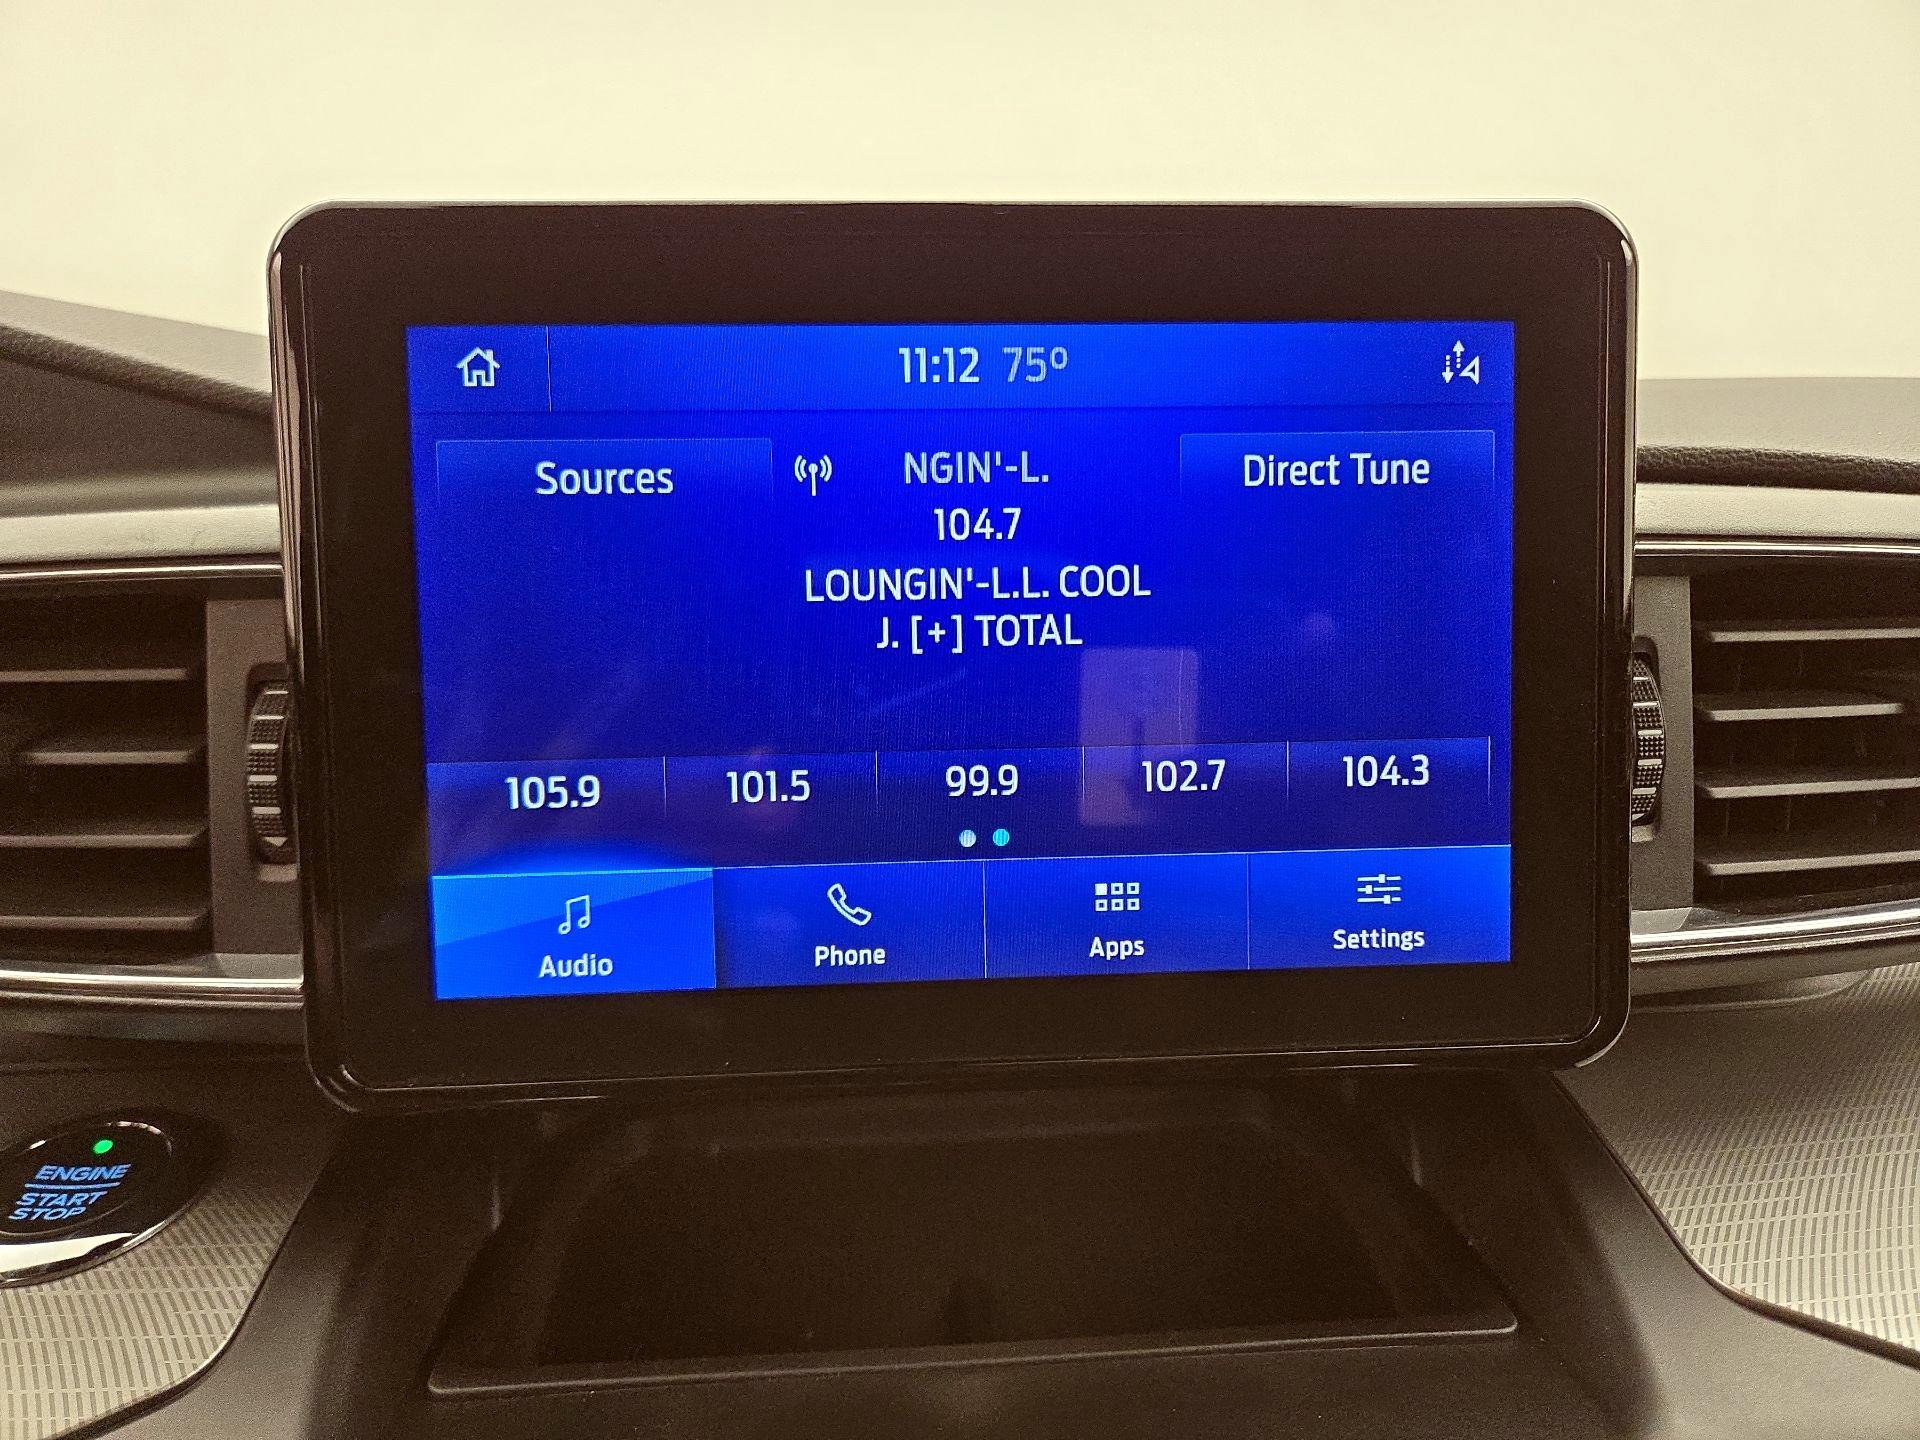 11:12 75°
Sources
NGIN'-L.
Direct Tune
104.7
LOUNGIN'-L.L. COOL
J. [+] TOTAL
105.9 101.5 99.9 102.7 104.3
Audio
Phone
Apps
Settings
ENGINE
START
STOP